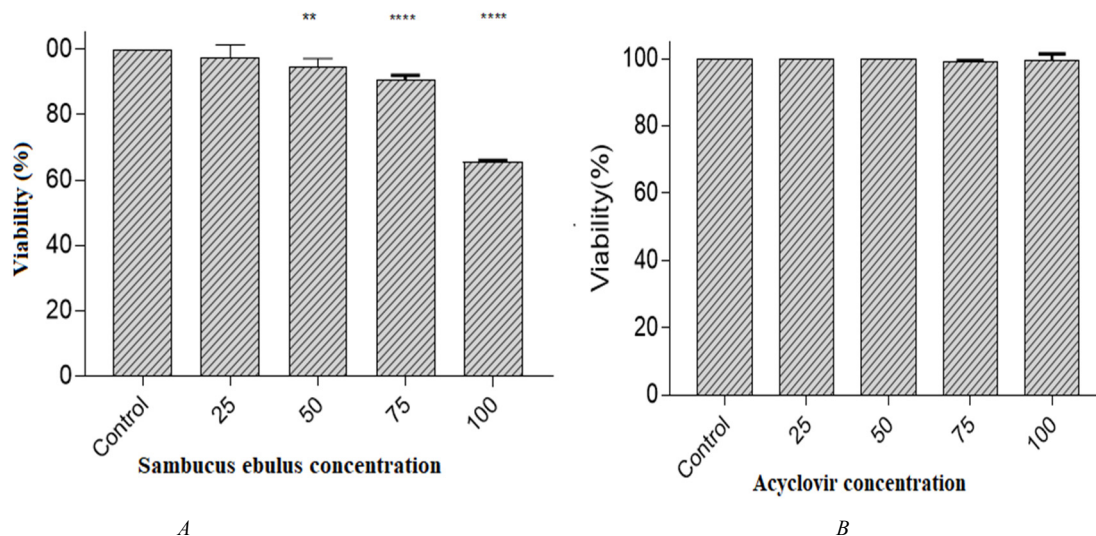 ** **** ****
00
80
60
40
20
0
Viability (%)
Control 25 50 75 100
Sambucus ebulus concentration
A
100
80
60
40
20
0
Viability(%)
Control 25 50 75 100
Acyclovir concentration
B